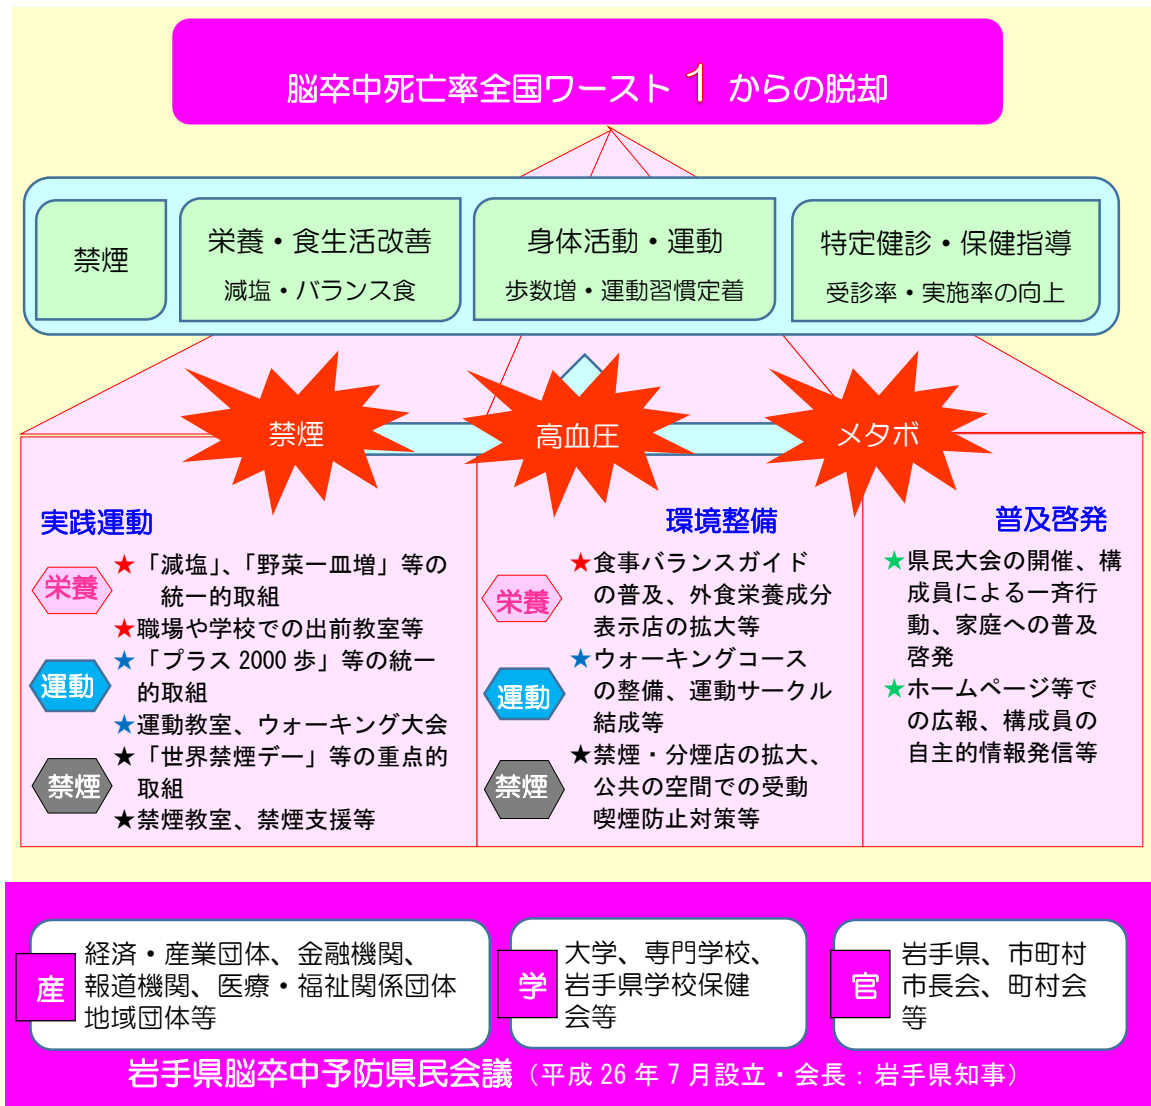 脳卒中死亡率全国ワースト 1 からの脱却
禁煙
栄養・食生活改善
減塩・バランス食
身体活動・運動
歩数増・運動習慣定着
特定健診・保健指導
受診率・実施率の向上
禁煙
高血圧
メタボ
実践運動
栄養
★「減塩」、「野菜一皿増」等の
統一的取組
★職場や学校での出前教室等
運動
★「プラス 2000 歩」等の統一
的取組
★運動教室、ウォーキング大会
禁煙
★「世界禁煙デー」等の重点的
取組
★禁煙教室、禁煙支援等
環境整備
栄養
★食事バランスガイド
の普及、外食栄養成分
表示店の拡大等
運動
★ウォーキングコース
の整備、運動サークル
結成等
禁煙
★禁煙・分煙店の拡大、
公共の空間での受動
喫煙防止対策等
普及啓発
★県民大会の開催、構
成員による一斉行
動、家庭への普及
啓発
★ホームページ等で
の広報、構成員の
自主的情報発信等
産
経済・産業団体、金融機関、
報道機関、医療・福祉関係団体
地域団体等
学
大学、専門学校、
岩手県学校保健
会等
官
岩手県、市町村
市長会、町村会
等
岩手県脳卒中予防県民会議（平成 26 年 7 月設立・会長：岩手県知事）